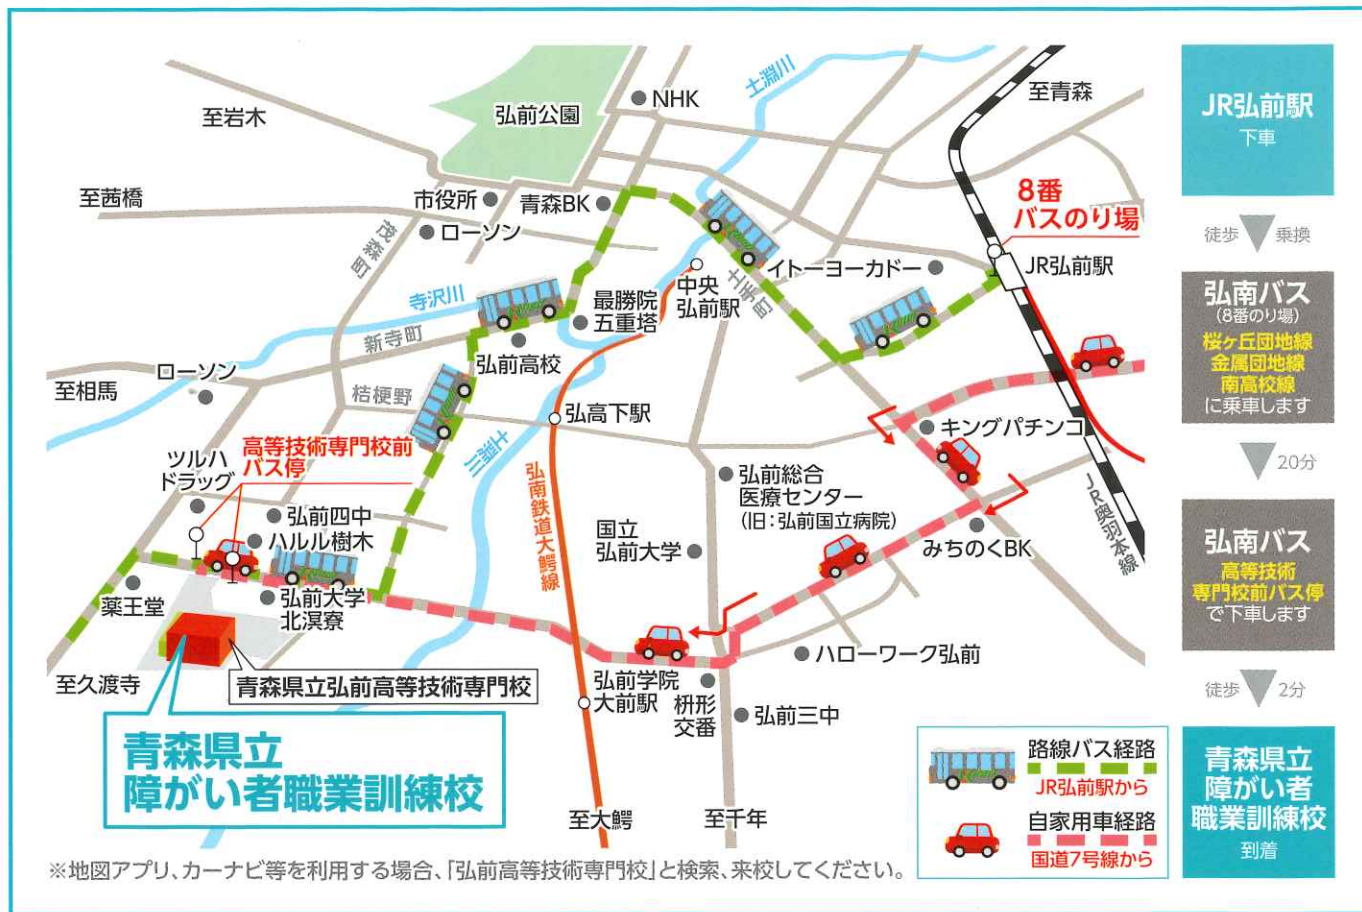 土淵川
至青森
NHK
弘前公園
至岩木
8番
バスのり場
至茜橋
市役所
青森BK
ローソン
茂森町
イトーヨーカドー
JR弘前駅
中央
弘前駅
土手町
寺沢川
最勝院
五重塔
新寺町
弘前高校
ローソン
至相馬
桔梗野
弘高下駅
キングパチンコ
高等技術専門校前
バス停
ツルハ
ドラッグ
土淵川
弘前総合
医療センター
(旧:弘前国立病院)
弘南鉄道大鰐線
国立
弘前大学
弘前四中
ハルル樹木
みちのくBK
JR奥羽本線
薬王堂
弘前大学
北溟寮
ハローワーク弘前
至久渡寺
青森県立弘前高等技術専門校
弘前学院
大前駅
枡形
交番
弘前三中
青森県立
障がい者職業訓練校
至大鰐
至千年
路線バス経路
JR弘前駅から
自家用車経路
国道7号線から
※地図アプリ、カーナビ等を利用する場合、「弘前高等技術専門校」と検索、来校してください。
JR弘前駅
下車
徒歩 乗換
弘南バス
(8番のり場)
桜ヶ丘団地線
金属団地線
南高校線
に乗車します
20分
弘南バス
高等技術
専門校前バス停
で下車します
徒歩 2分
青森県立
障がい者
職業訓練校
到着